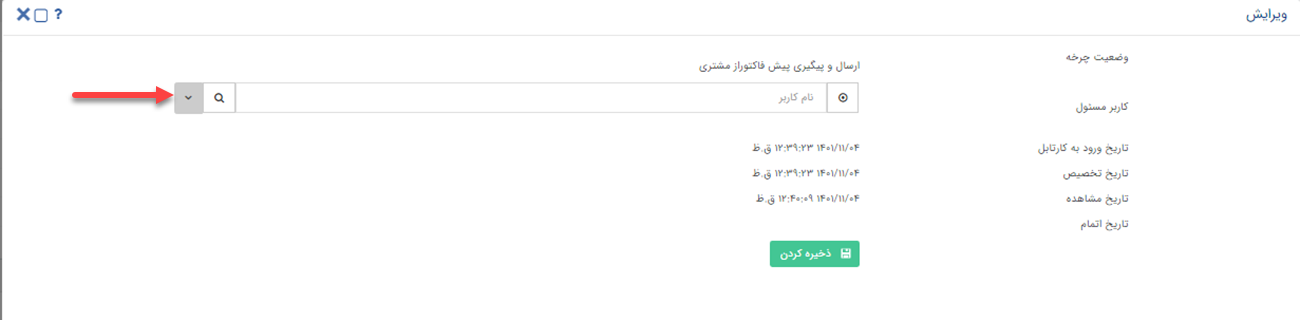 ویرایش ?
وضعیت چرخه
ارسال و پیگیری پیش فاکتوراز مشتری
کاربر مسئول نام کاربر
تاریخ ورود به کارتابل ۱۴۰۱/۱۱/۰۴ ۱۲:۳۹:۲۳ ق.ظ
تاریخ تخصیص ۱۴۰۱/۱۱/۰۴ ۱۲:۳۹:۲۳ ق.ظ
تاریخ مشاهده ۱۴۰۱/۱۱/۰۴ ۱۲:۴۰:۰۹ ق.ظ
تاریخ اتمام
ذخیره کردن